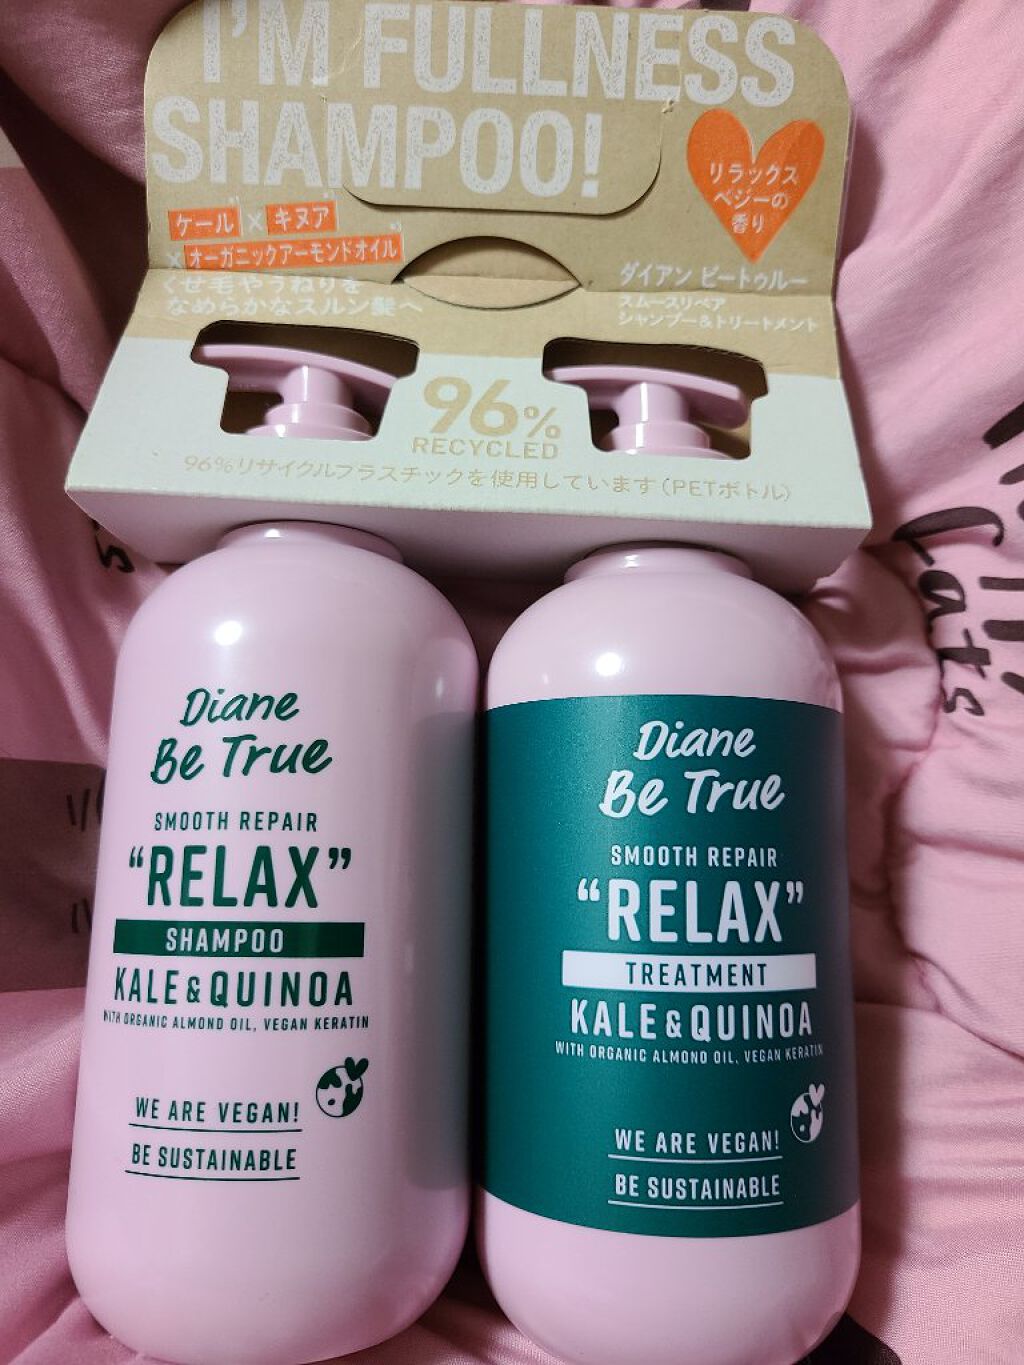 I'M FULLNESS
SHAMPOO!
リラックス
ベジーの
香り
ケール × キヌア
×オーガニックアーモンドオイル※3
くせ毛やうねりを
なめらかなスルン髪へ
ダイアン ビートゥルー
スムースリペア
シャンプー&トリートメント
96%
RECYCLED
96%リサイクルプラスチックを使用しています(PETボトル)
Diane
Be True
SMOOTH REPAIR
“RELAX”
SHAMPOO
KALE & QUINOA
WITH ORGANIC ALMOND OIL, VEGAN KERATIN
WE ARE VEGAN!
BE SUSTAINABLE
Diane
Be True
SMOOTH REPAIR
“RELAX”
TREATMENT
KALE & QUINOA
WITH ORGANIC ALMOND OIL, VEGAN KERATIN
WE ARE VEGAN!
BE SUSTAINABLE
Cats